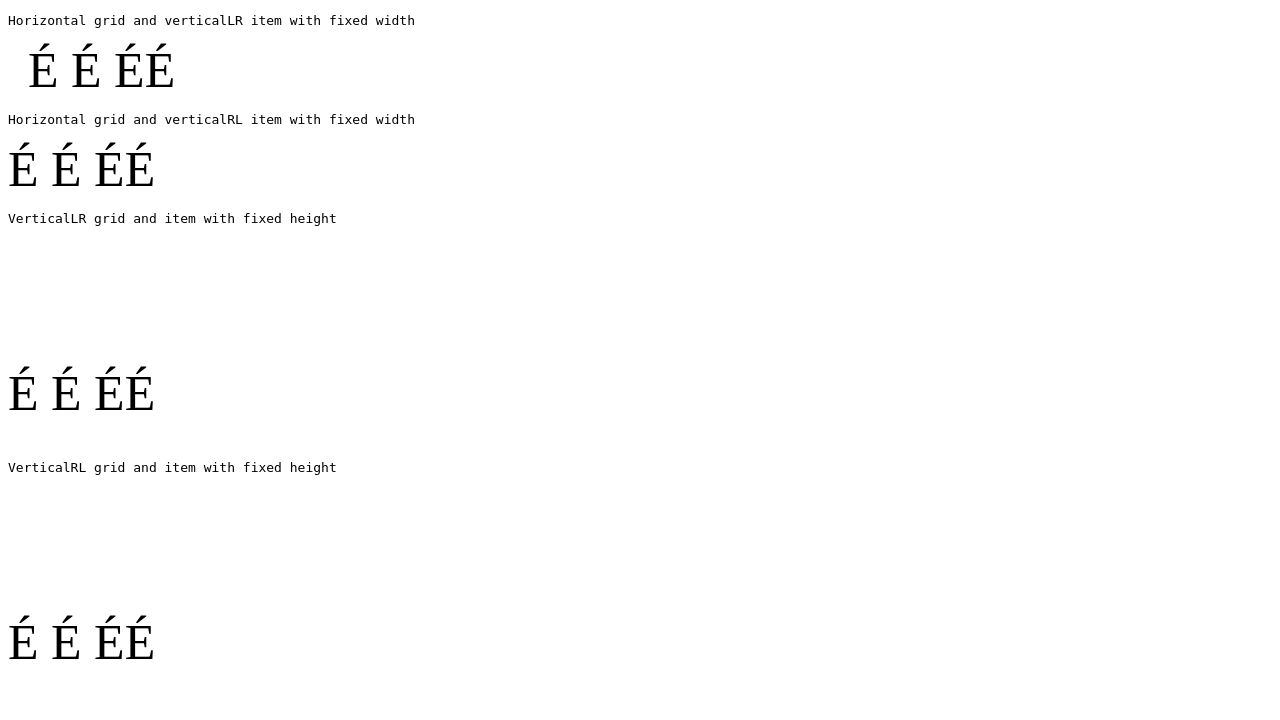 Horizontal grid and verticalLR item with fixed width
É É ÉÉ
Horizontal grid and verticalRL item with fixed width
É É ÉÉ
VerticalLR grid and item with fixed height
É É ÉÉ
VerticalRL grid and item with fixed height
É É ÉÉ